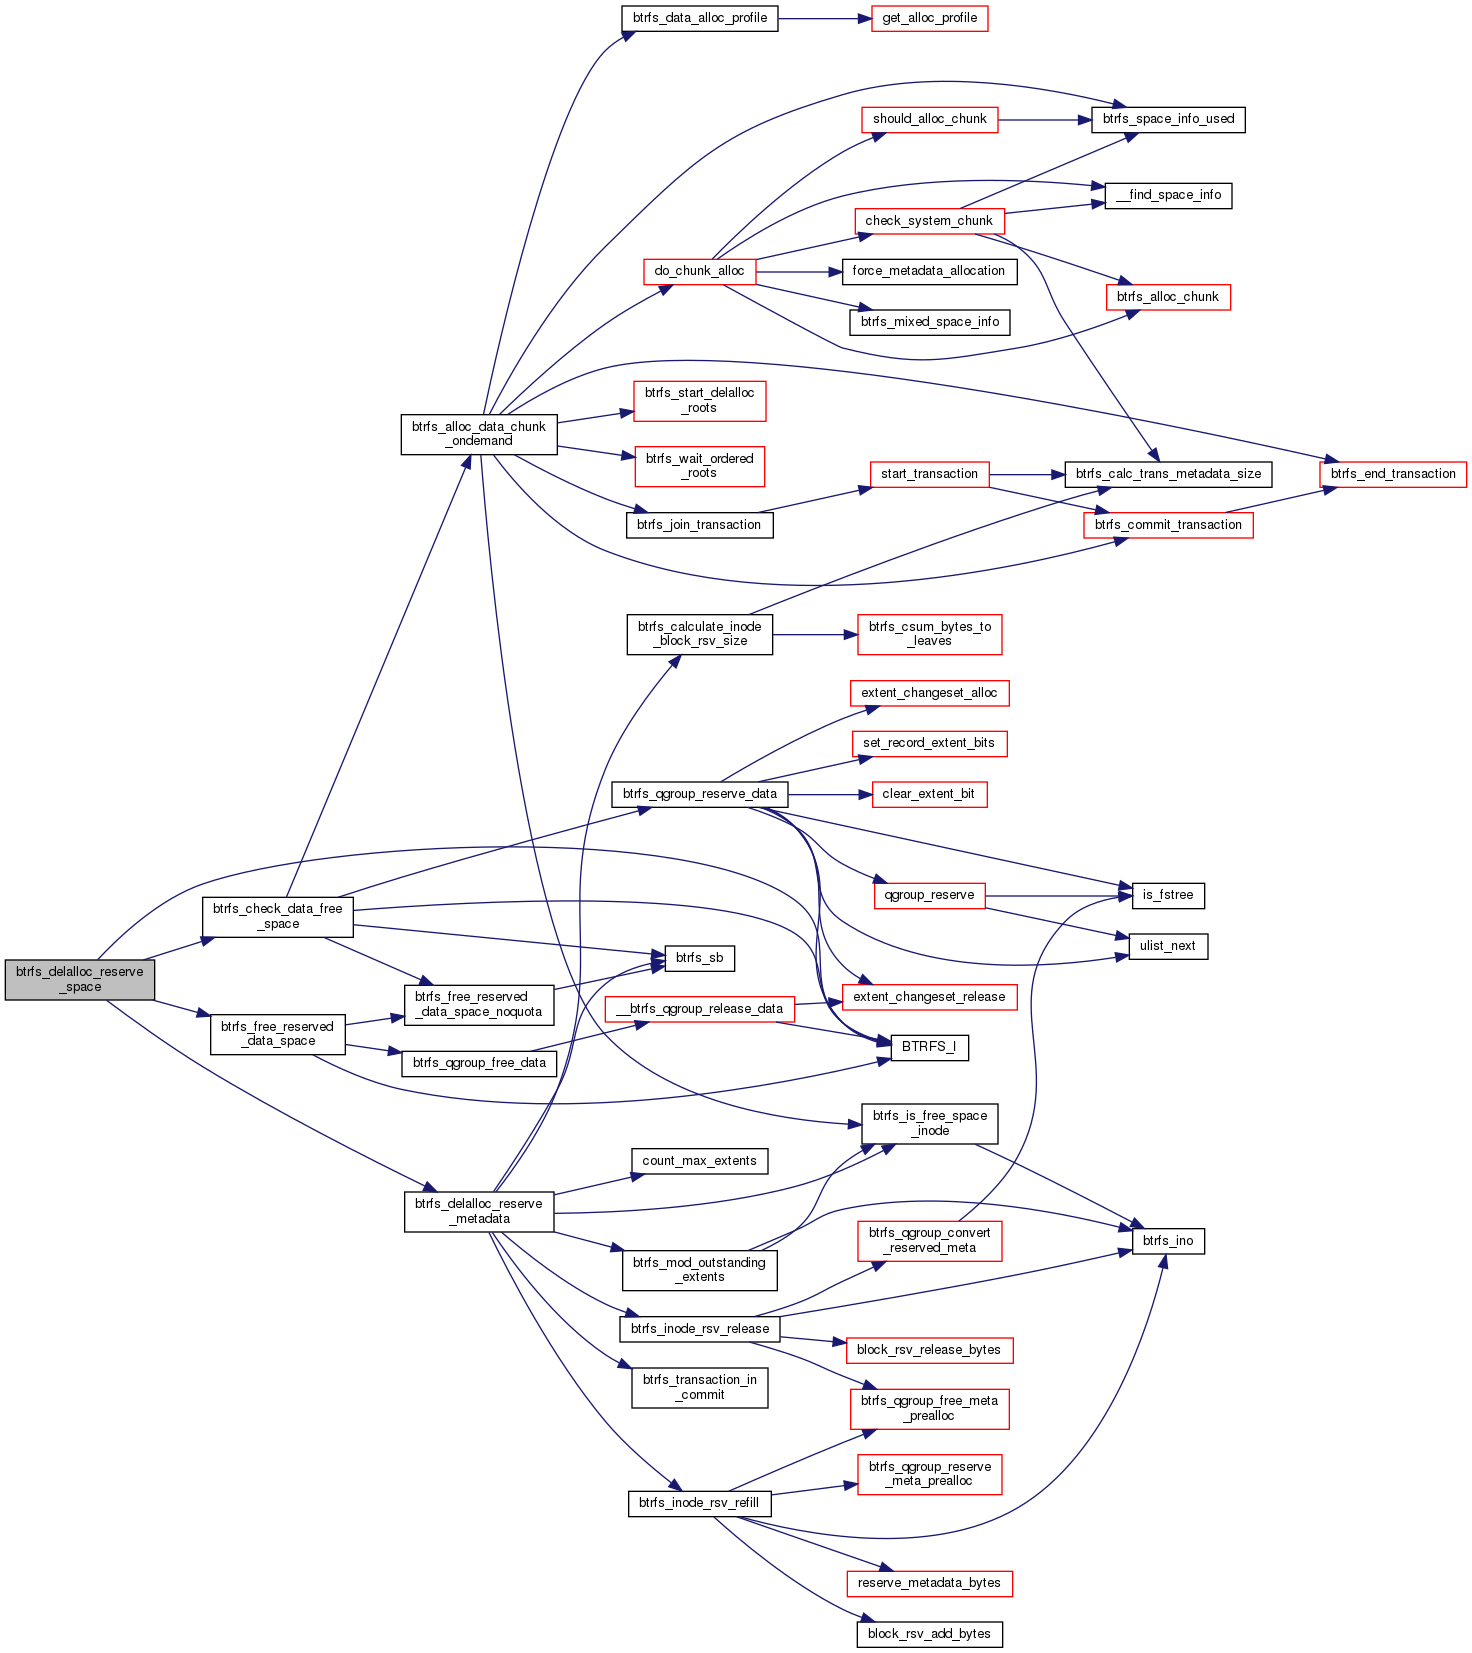 btrfs_data_alloc_profile
get_alloc_profile
should_alloc_chunk
btrfs_space_info_used
__find_space_info
check_system_chunk
do_chunk_alloc
force_metadata_allocation
btrfs_alloc_chunk
btrfs_mixed_space_info
btrfs_start_delalloc
_roots
btrfs_alloc_data_chunk
_ondemand
btrfs_wait_ordered
_roots
start_transaction
btrfs_calc_trans_metadata_size
btrfs_end_transaction
btrfs_join_transaction
btrfs_commit_transaction
btrfs_calculate_inode
_block_rsv_size
btrfs_csum_bytes_to
_leaves
extent_changeset_alloc
set_record_extent_bits
btrfs_qgroup_reserve_data
clear_extent_bit
qgroup_reserve
is_fstree
btrfs_check_data_free
_space
ulist_next
btrfs_sb
btrfs_delalloc_reserve
_space
btrfs_free_reserved
_data_space_noquota
extent_changeset_release
__btrfs_qgroup_release_data
btrfs_free_reserved
_data_space
BTRFS_I
btrfs_qgroup_free_data
btrfs_is_free_space
_inode
count_max_extents
btrfs_delalloc_reserve
_metadata
btrfs_qgroup_convert
_reserved_meta
btrfs_ino
btrfs_mod_outstanding
_extents
btrfs_inode_rsv_release
block_rsv_release_bytes
btrfs_transaction_in
_commit
btrfs_qgroup_free_meta
_prealloc
btrfs_qgroup_reserve
_meta_prealloc
btrfs_inode_rsv_refill
reserve_metadata_bytes
block_rsv_add_bytes